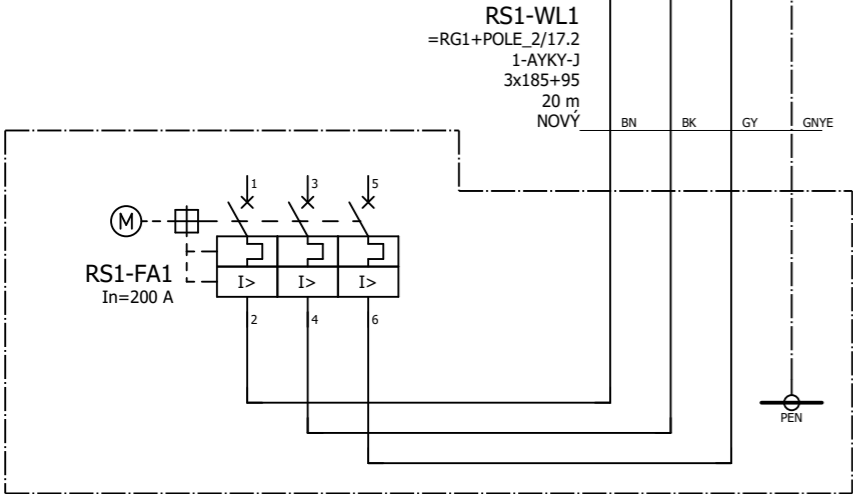 RS1-WL1
=RG1+POLE_2/17.2
1-AYKY-J
3x185+95
20 m
NOVÝ
BN BK GY GNYE
1 3 5
M
RS1-FA1
In=200 A
I> I> I>
2 4 6
PEN